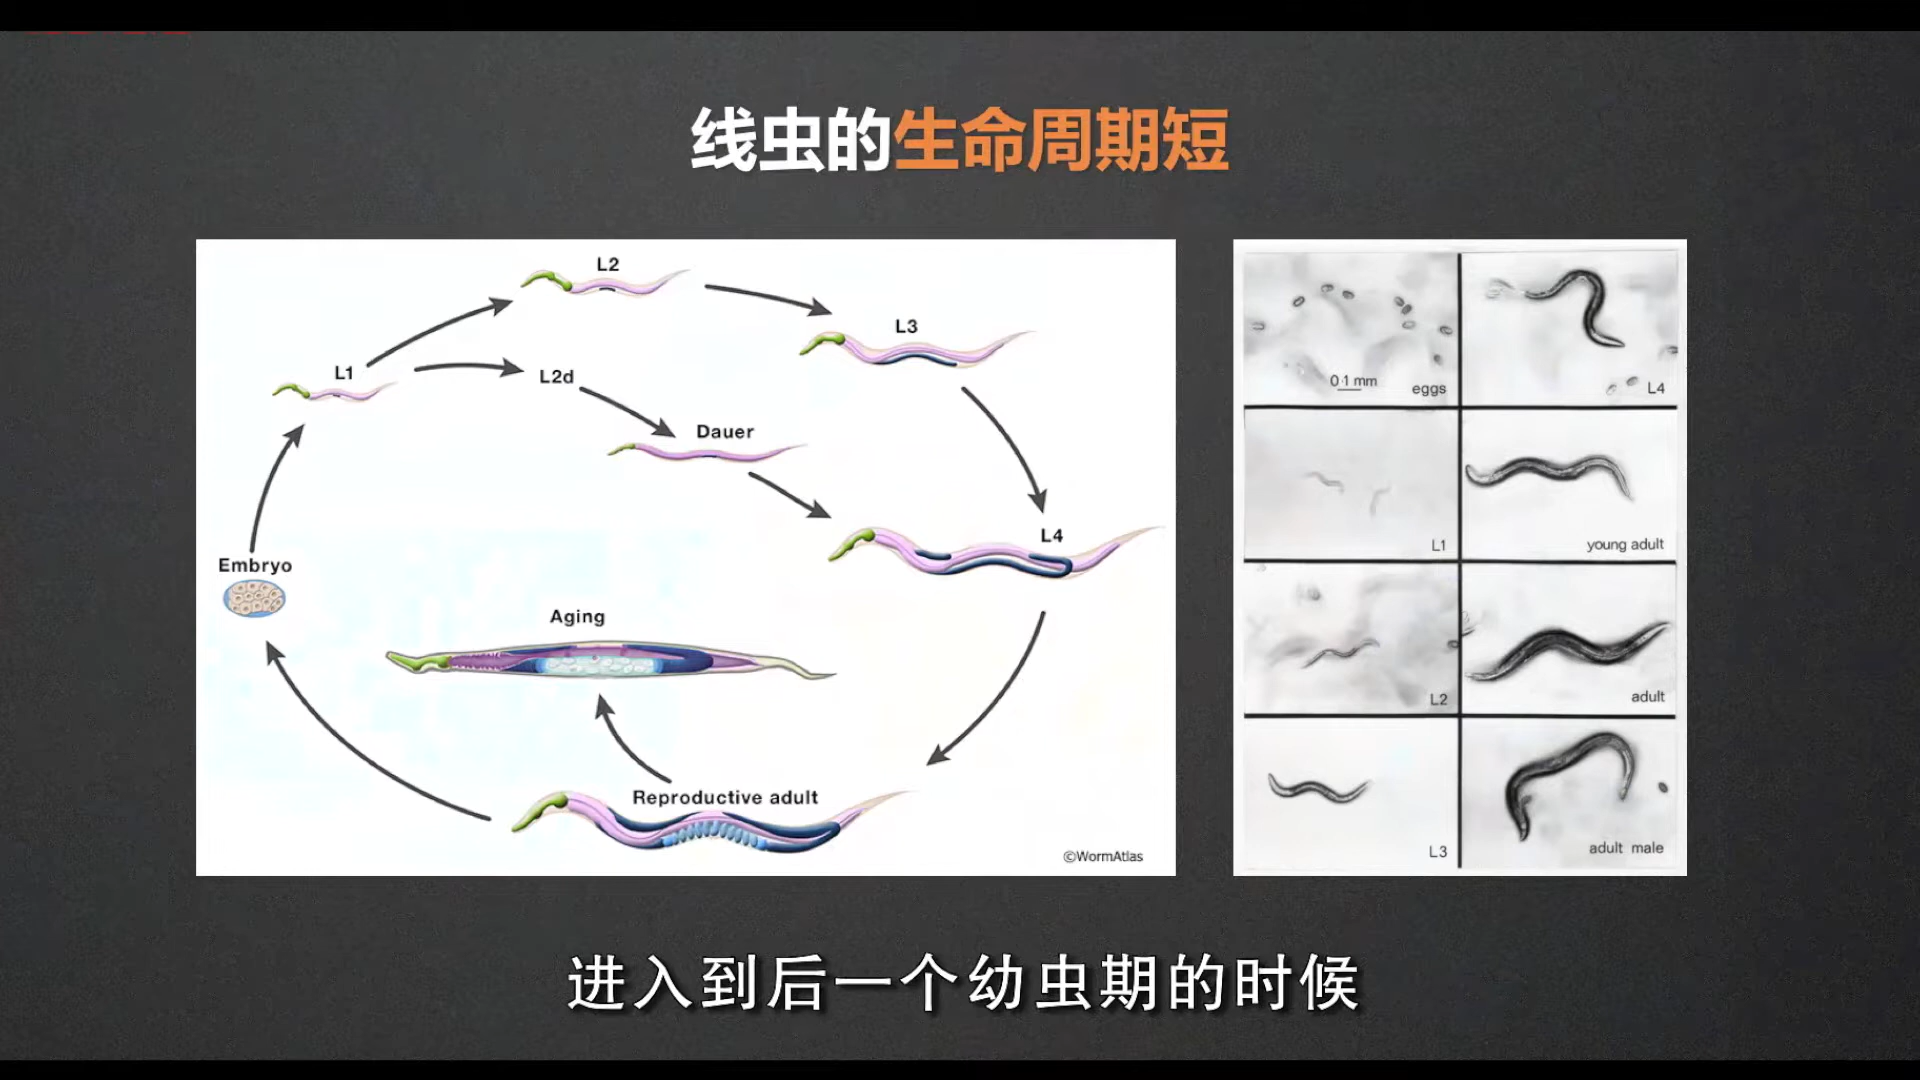 线虫的生命周期短
L2
L3
L1
L2d
Dauer
L4
Embryo
Aging
Reproductive adult
©WormAtlas
0·1 mm
eggs
L4
L1
young adult
L2
adult
L3
adult male
进入到后一个幼虫期的时候